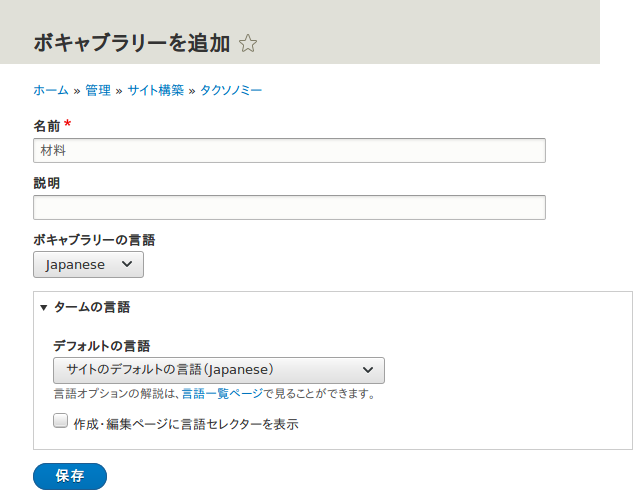 ボキャブラリーを追加
ホーム » 管理 » サイト構築 » タクソノミー
名前 *
材料
説明
ボキャブラリーの言語
Japanese
タームの言語
デフォルトの言語
サイトのデフォルトの言語(Japanese)
言語オプションの解説は、言語一覧ページで見ることができます。
作成・編集ページに言語セレクターを表示
保存